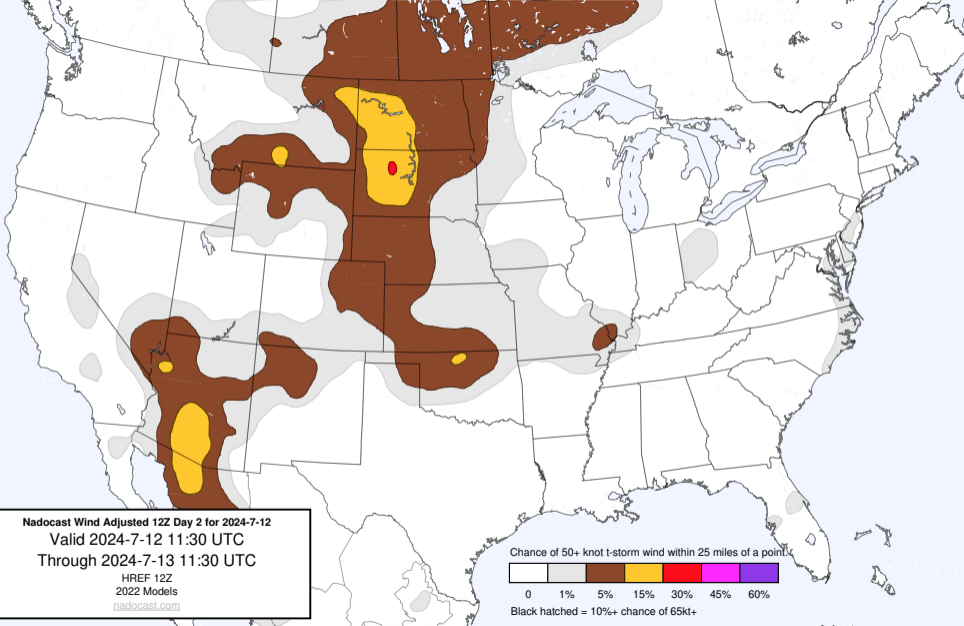 Nadocast Wind Adjusted 12Z Day 2 for 2024-7-12
Valid 2024-7-12 11:30 UTC
Through 2024-7-13 11:30 UTC
HREF 12Z
2022 Models
nadocast.com
Chance of 50+ knot t-storm wind within 25 miles of a point.
0 1% 5% 15% 30% 45% 60%
Black hatched = 10%+ chance of 65kt+